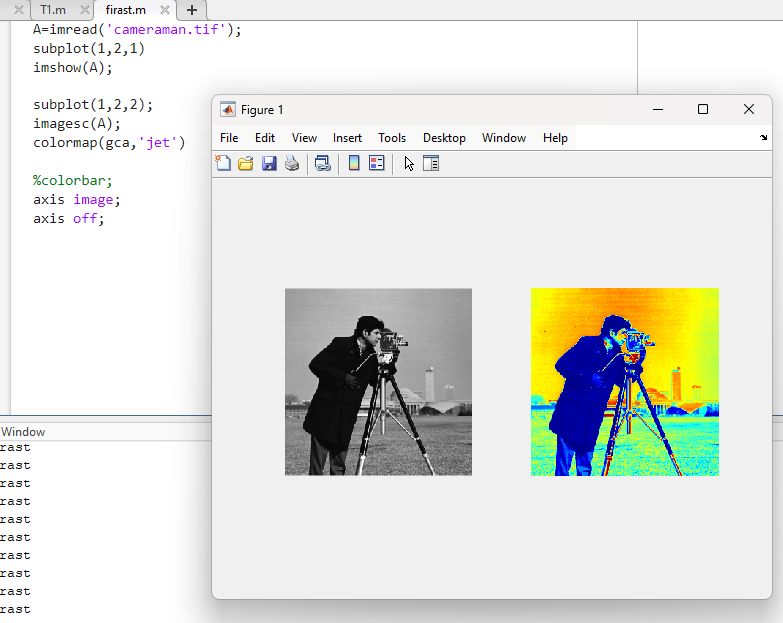 T1.m
firast.m
A=imread('cameraman.tif');
subplot(1,2,1)
imshow(A);
subplot(1,2,2);
imagesc(A);
colormap(gca,'jet')
%colorbar;
axis image;
axis off;
Figure 1
File Edit View Insert Tools Desktop Window Help
Window
rast
rast
rast
rast
rast
rast
rast
rast
rast
rast